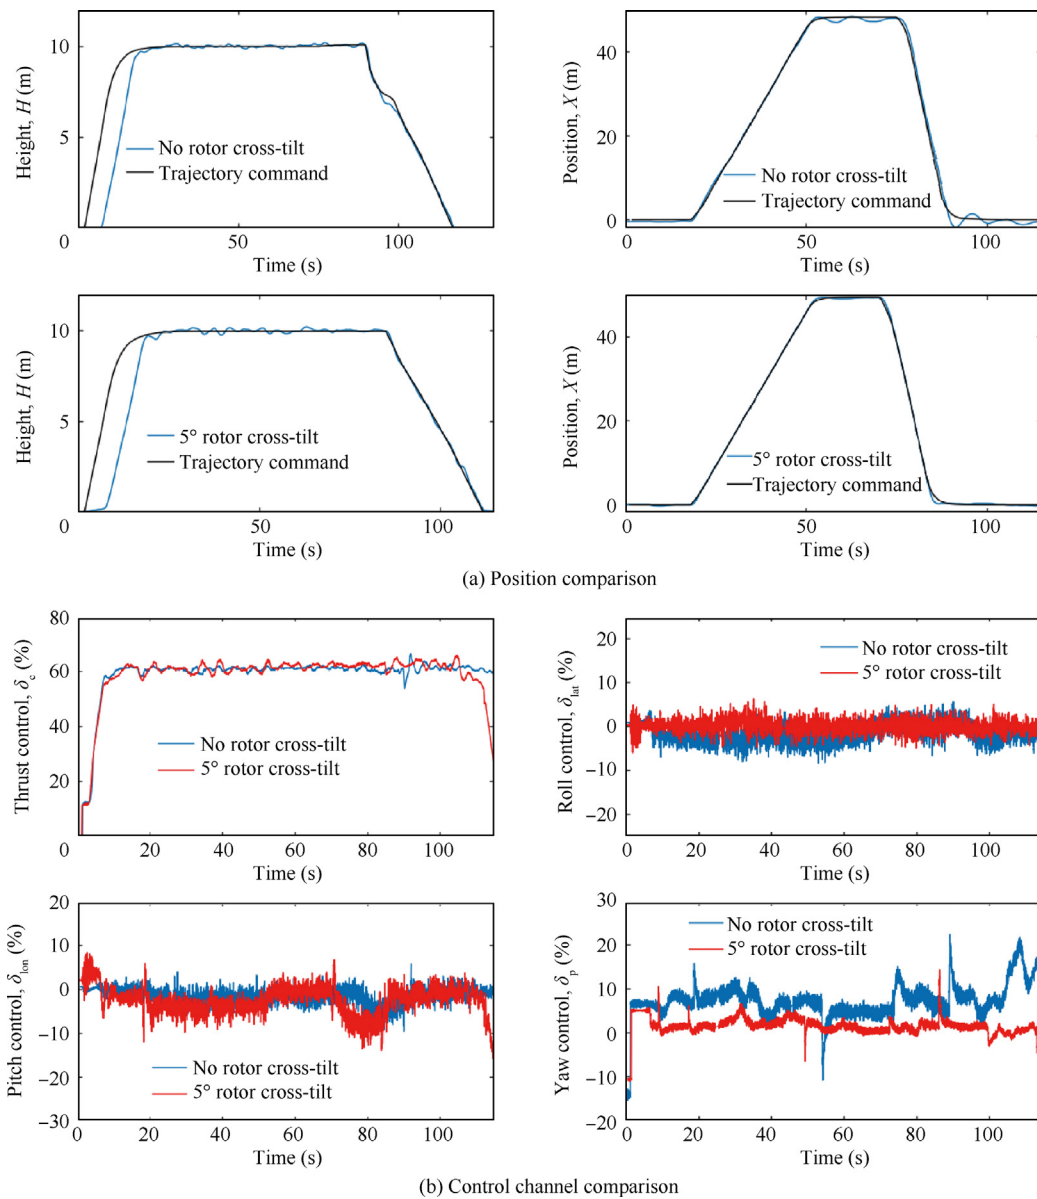 10
5
0
50
100
Height, H (m)
Time (s)
No rotor cross-tilt
Trajectory command
40
20
0
0
50
100
Position, X (m)
Time (s)
No rotor cross-tilt
Trajectory command
10
5
0
50
100
Height, H (m)
Time (s)
5° rotor cross-tilt
Trajectory command
40
20
0
0
50
100
Position, X (m)
Time (s)
5° rotor cross-tilt
Trajectory command
(a) Position comparison
80
60
40
20
0
20
40
60
80
100
Thrust control, δc (%)
Time (s)
No rotor cross-tilt
5° rotor cross-tilt
20
10
0
−10
−20
0
20
40
60
80
100
Roll control, δlat (%)
Time (s)
No rotor cross-tilt
5° rotor cross-tilt
20
10
0
−10
−20
−30
0
20
40
60
80
100
Pitch control, δlon (%)
Time (s)
No rotor cross-tilt
5° rotor cross-tilt
30
20
10
0
−10
−20
0
20
40
60
80
100
Yaw control, δp (%)
Time (s)
No rotor cross-tilt
5° rotor cross-tilt
(b) Control channel comparison